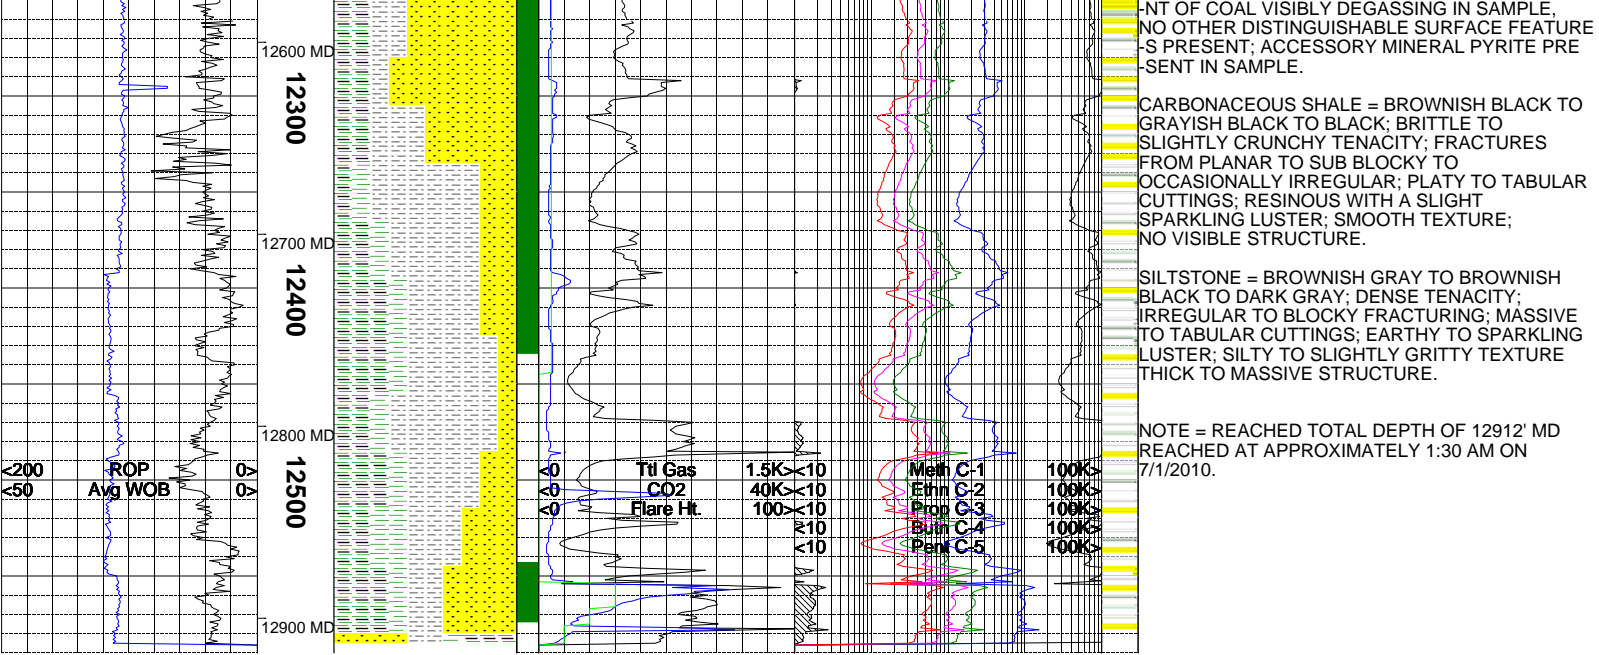 -NT OF COAL VISIBLY DEGASSING IN SAMPLE,
NO OTHER DISTINGUISHABLE SURFACE FEATURE
-S PRESENT; ACCESSORY MINERAL PYRITE PRE
-SENT IN SAMPLE.
CARBONACEOUS SHALE = BROWNISH BLACK TO
GRAYISH BLACK TO BLACK; BRITTLE TO
SLIGHTLY CRUNCHY TENACITY; FRACTURES
FROM PLANAR TO SUB BLOCKY TO
OCCASIONALLY IRREGULAR; PLATY TO TABULAR
CUTTINGS; RESINOUS WITH A SLIGHT
SPARKLING LUSTER; SMOOTH TEXTURE;
NO VISIBLE STRUCTURE.
SILTSTONE = BROWNISH GRAY TO BROWNISH
BLACK TO DARK GRAY; DENSE TENACITY;
IRREGULAR TO BLOCKY FRACTURING; MASSIVE
TO TABULAR CUTTINGS; EARTHY TO SPARKLING
LUSTER; SILTY TO SLIGHTLY GRITTY TEXTURE
THICK TO MASSIVE STRUCTURE.
NOTE = REACHED TOTAL DEPTH OF 12912' MD
REACHED AT APPROXIMATELY 1:30 AM ON
7/1/2010.
12600 MD
12300
12700 MD
12400
12800 MD
12500
12900 MD
<200 ROP 0>
<50 Avg WOB 0>
<0 Ttl Gas 1.5K>
<0 CO2 40K>
<0 Flare Ht. 100>
<10 Meth C-1 100K>
<10 Ethn C-2 100K>
<10 Prop C-3 100K>
<10 Butn C-4 100K>
<10 Pent C-5 100K>